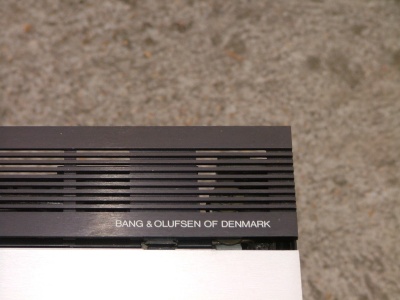 BANG & OLUFSEN OF DENMARK